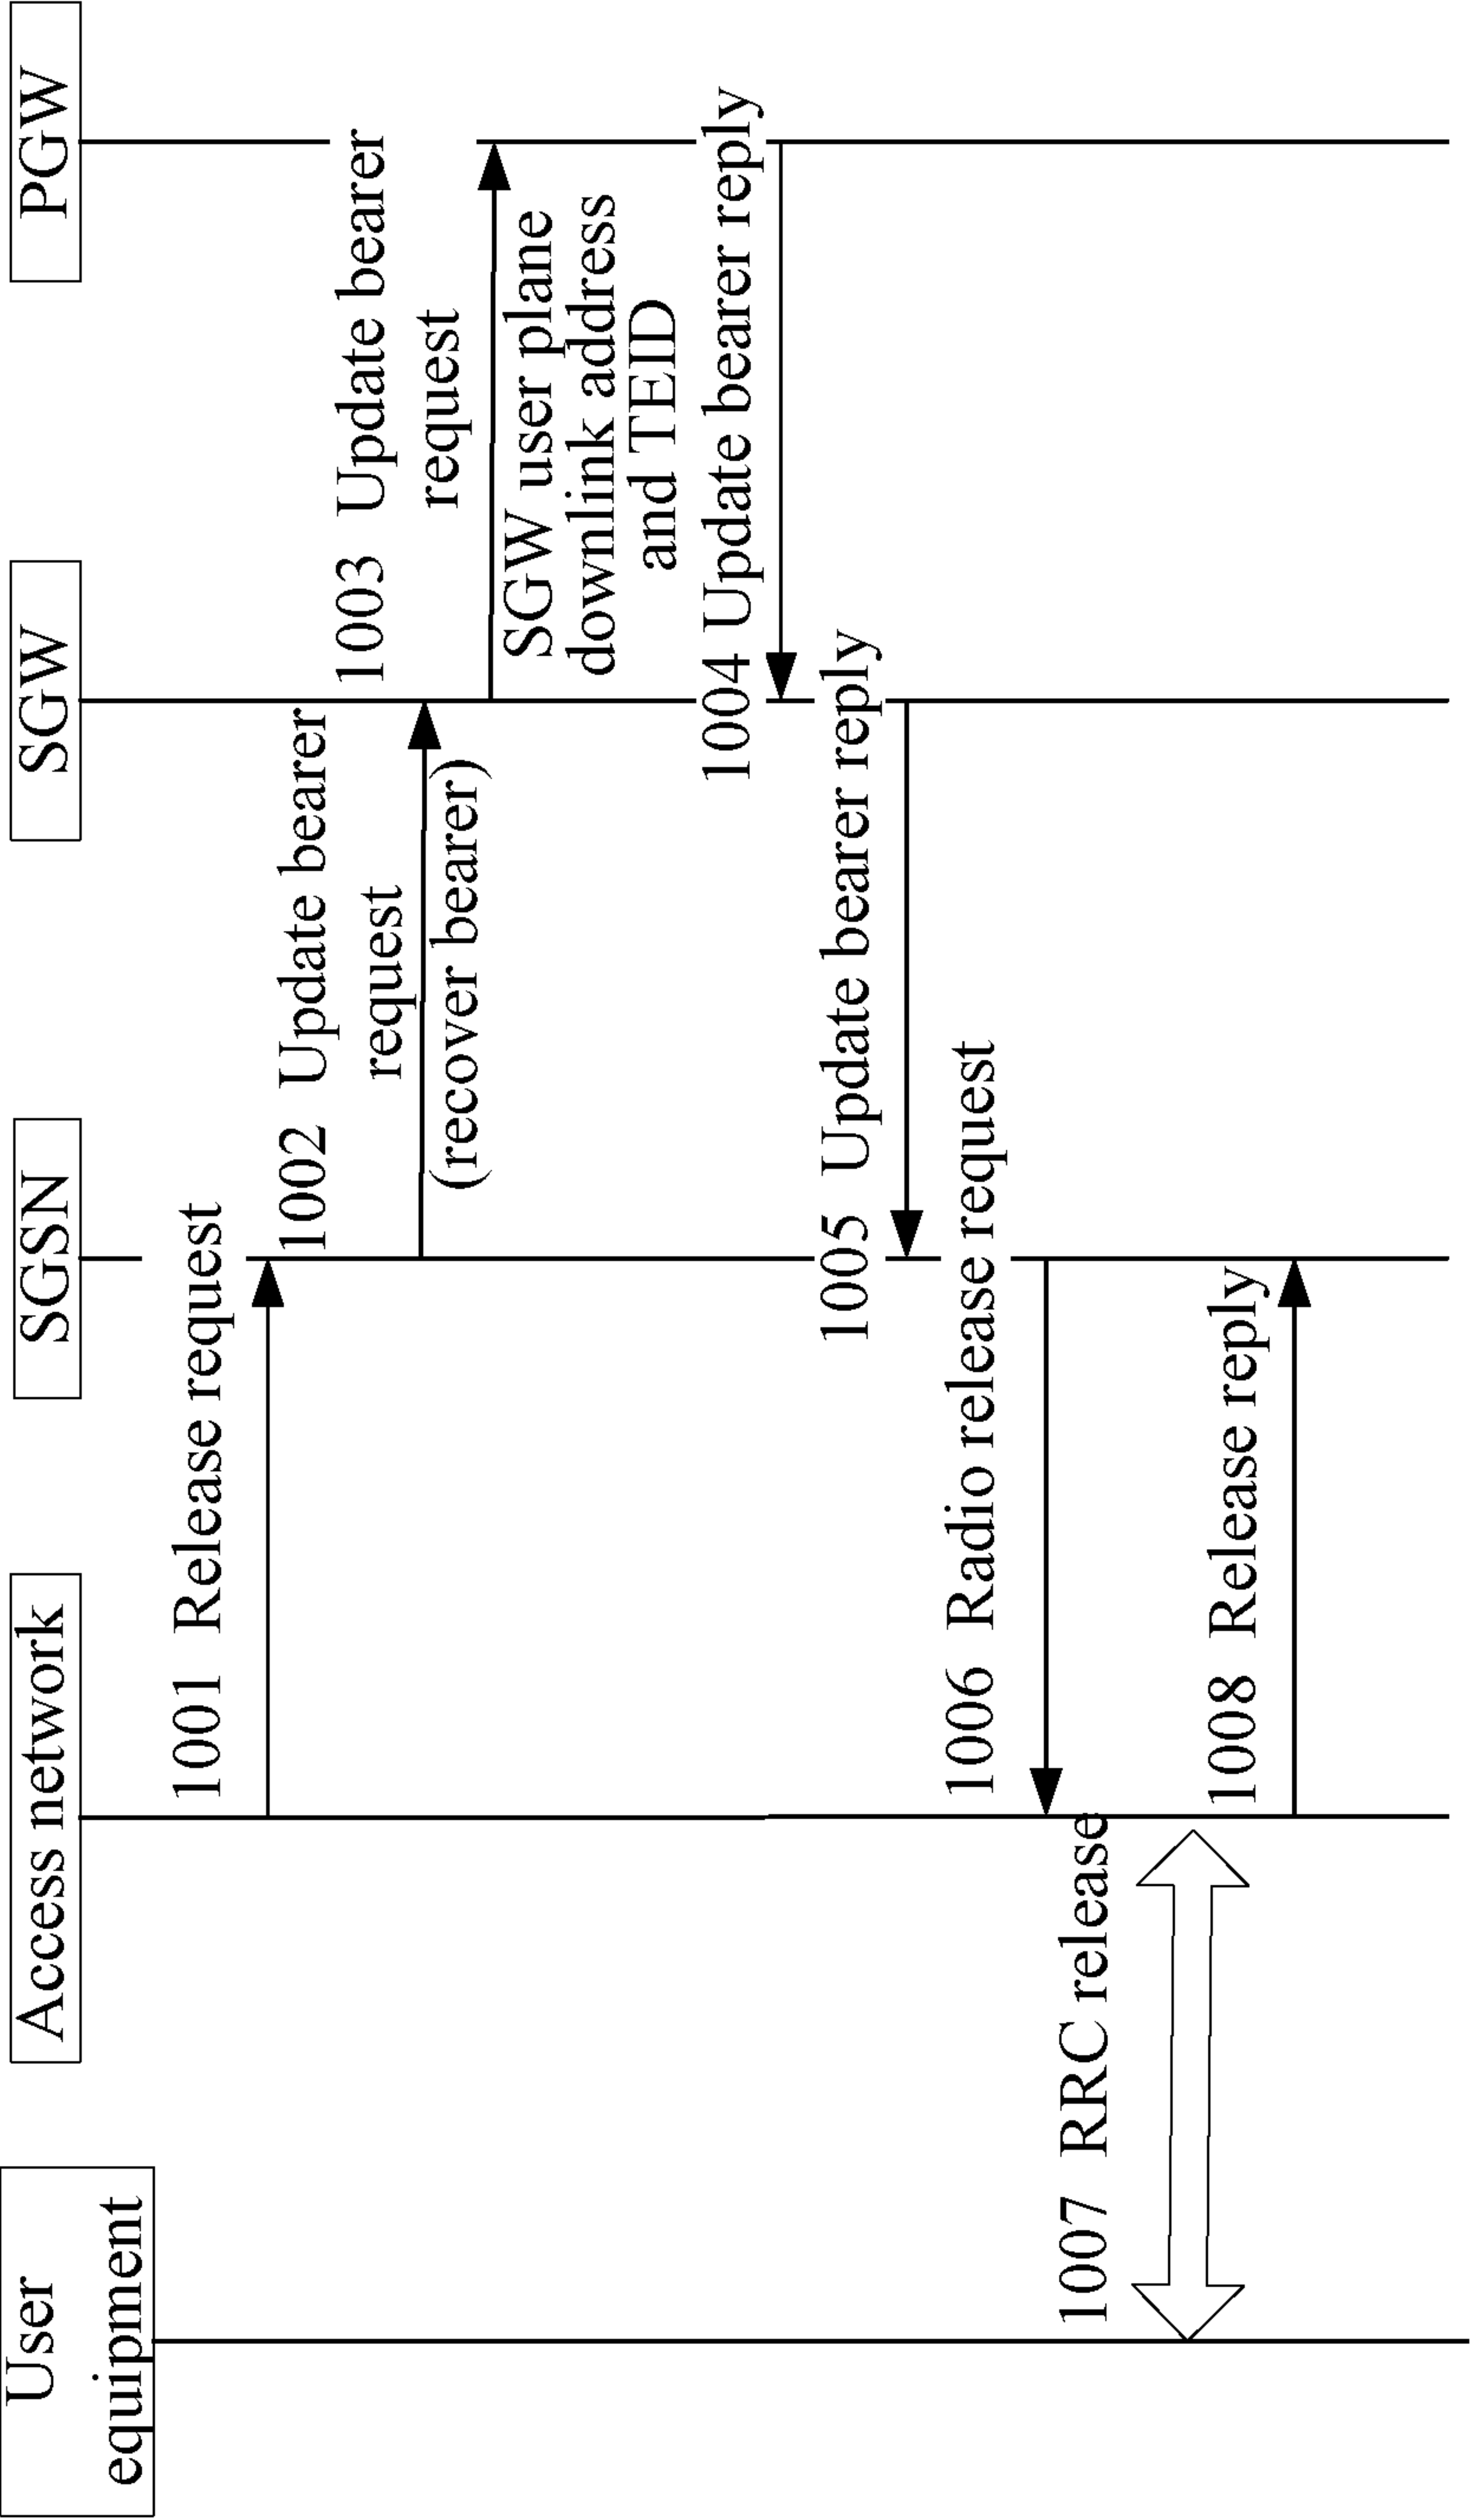 User
equipment
Access network
SGSN
SGW
PGW
1001 Release request
1002 Update bearer
request
(recover bearer)
1003 Update bearer
request
SGW user plane
downlink address
and TEID
1004 Update bearer reply
1005 Update bearer reply
1006 Radio release request
1007 RRC release
1008 Release reply